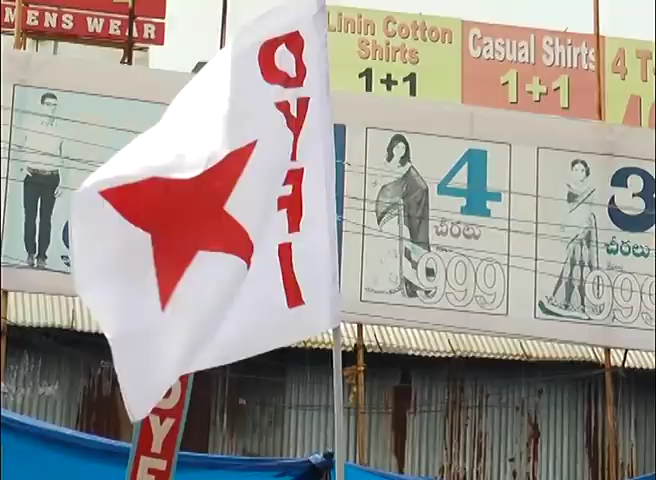 MENS WEAR
Linin Cotton
Shirts
1+1
Casual Shirts
1+1
4 T-
DYFI
4
చీరలు
999
3
చీరలు
999
DYF